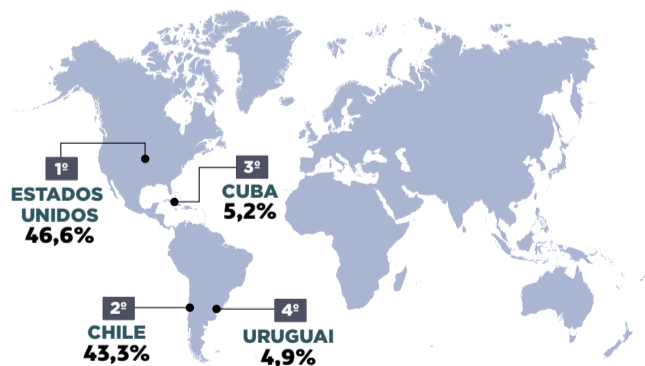 1º
ESTADOS
UNIDOS
46,6%
3º
CUBA
5,2%
2º
CHILE
43,3%
4º
URUGUAI
4,9%